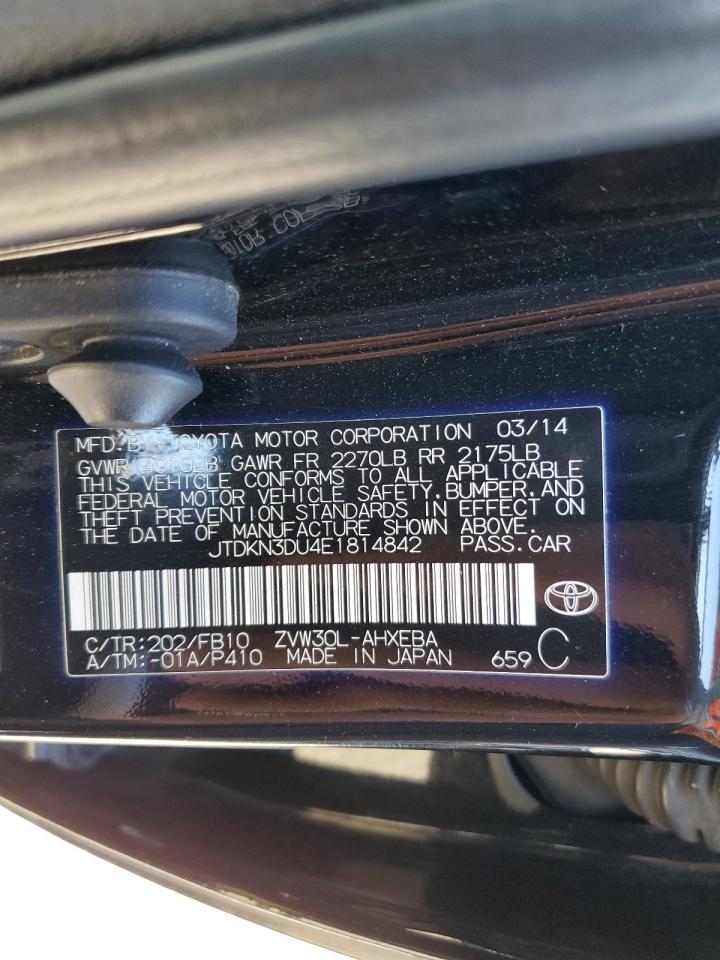 MFD.BY:TOYOTA MOTOR CORPORATION 03/14
GVWR 4010LB GAWR FR 2270LB RR 2175LB
THIS VEHICLE CONFORMS TO ALL APPLICABLE
FEDERAL MOTOR VEHICLE SAFETY,BUMPER,AND
THEFT PREVENTION STANDARDS IN EFFECT ON
THE DATE OF MANUFACTURE SHOWN ABOVE.
JTDKN3DU4E1814842 PASS.CAR
C/TR:202/FB10 ZVW30L-AHXEBA
A/TM:-01A/P410 MADE IN JAPAN 659 C